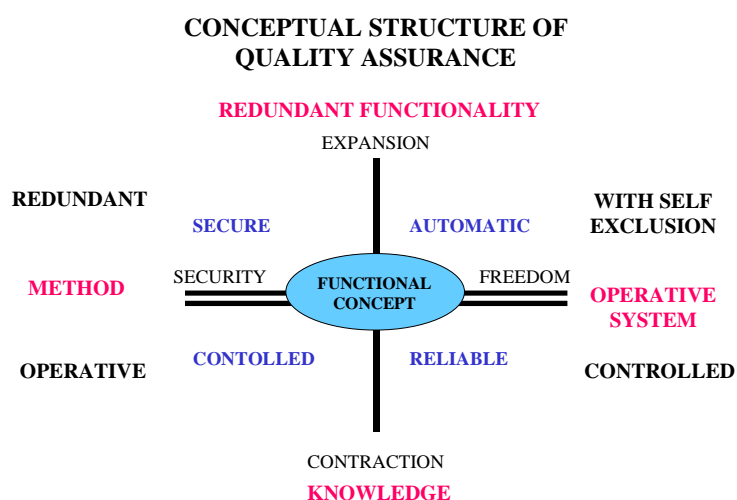 CONCEPTUAL STRUCTURE OF
QUALITY ASSURANCE
REDUNDANT FUNCTIONALITY
EXPANSION
REDUNDANT
WITH SELF
EXCLUSION
SECURE
AUTOMATIC
METHOD
SECURITY
FUNCTIONAL
CONCEPT
FREEDOM
OPERATIVE
SYSTEM
OPERATIVE
CONTOLLED
RELIABLE
CONTROLLED
CONTRACTION
KNOWLEDGE